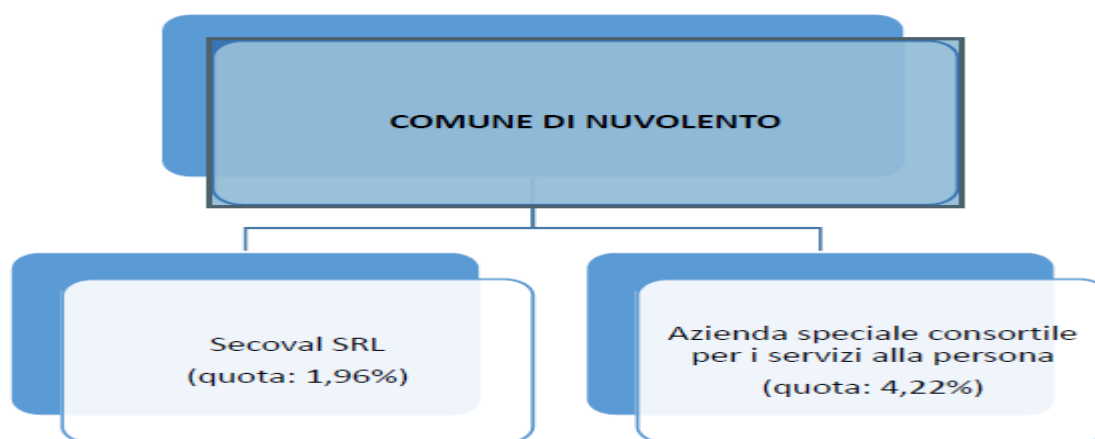 COMUNE DI NUVOLENTO
Secoval SRL
(quota: 1,96%)
Azienda speciale consortile
per i servizi alla persona
(quota: 4,22%)